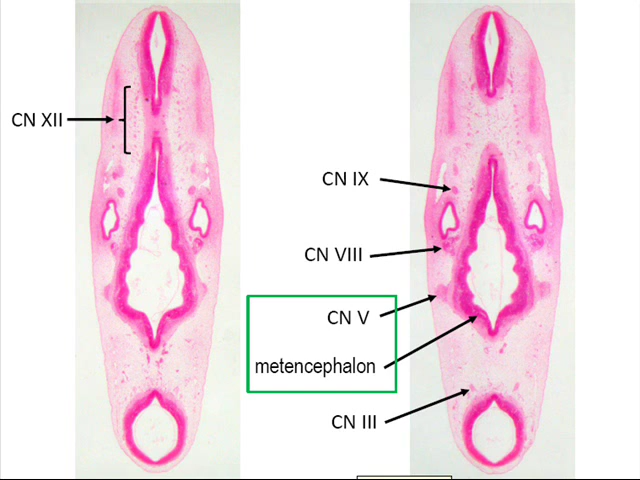 CN XII
CN IX
CN VIII
CN V
metencephalon
CN III